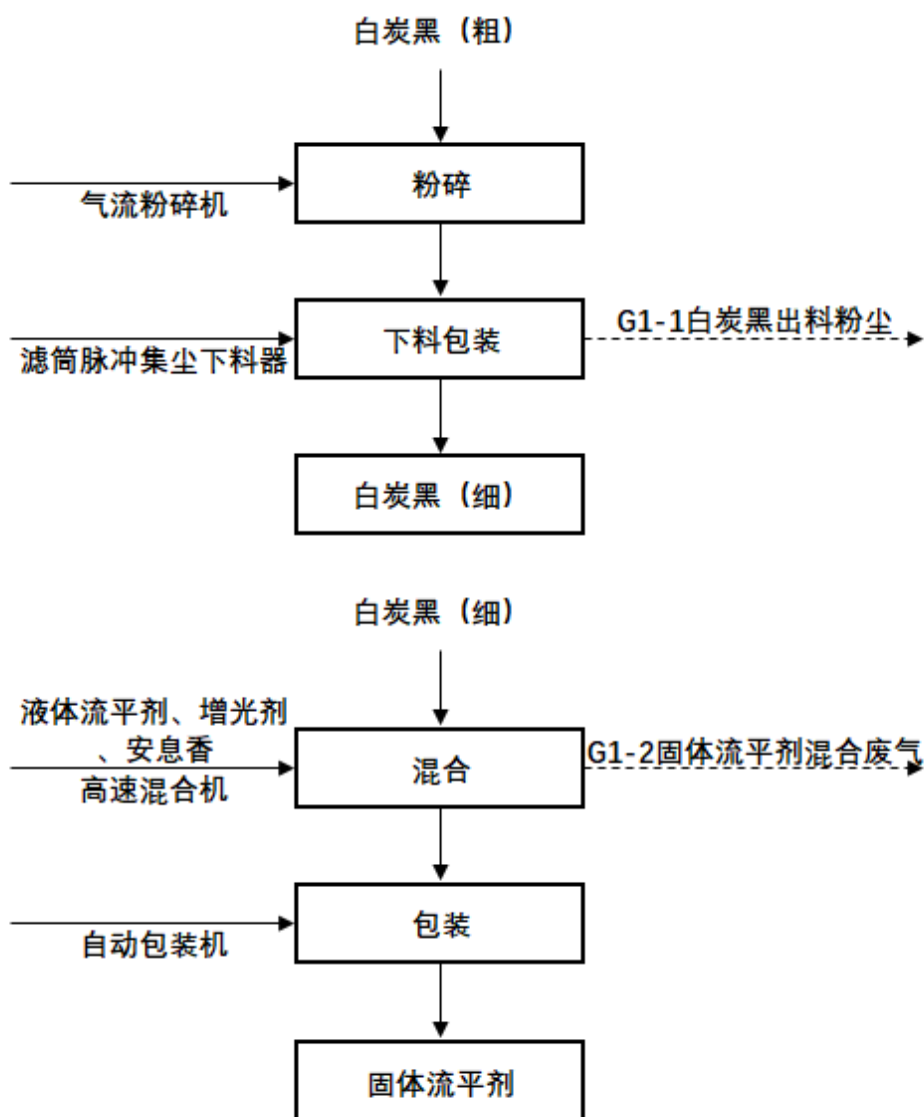 白炭黑（粗）
粉碎
气流粉碎机
下料包装
G1-1白炭黑出料粉尘
滤筒脉冲集尘下料器
白炭黑（细）
白炭黑（细）
液体流平剂、增光剂
、安息香
混合
G1-2固体流平剂混合废气
高速混合机
包装
自动包装机
固体流平剂